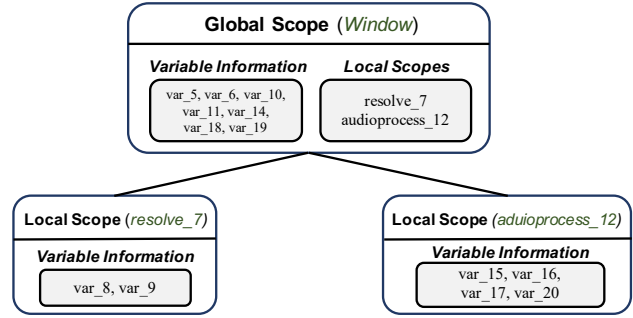 Global Scope (Window)
Variable Information
Local Scopes
var_5, var_6, var_10,
var_11, var_14,
var_18, var_19
resolve_7
audioprocess_12
Local Scope (resolve_7)
Variable Information
var_8, var_9
Local Scope (aduioprocess_12)
Variable Information
var_15, var_16,
var_17, var_20